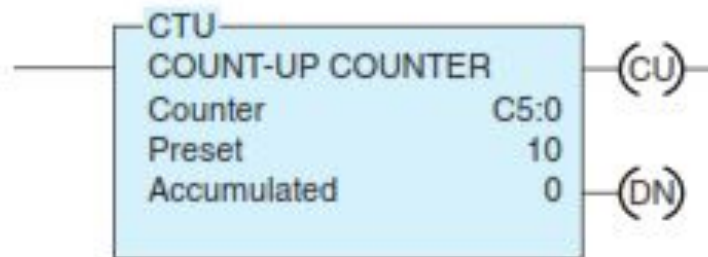 CTU
COUNT-UP COUNTER (CU)
Counter C5:0
Preset 10
Accumulated 0 (DN)